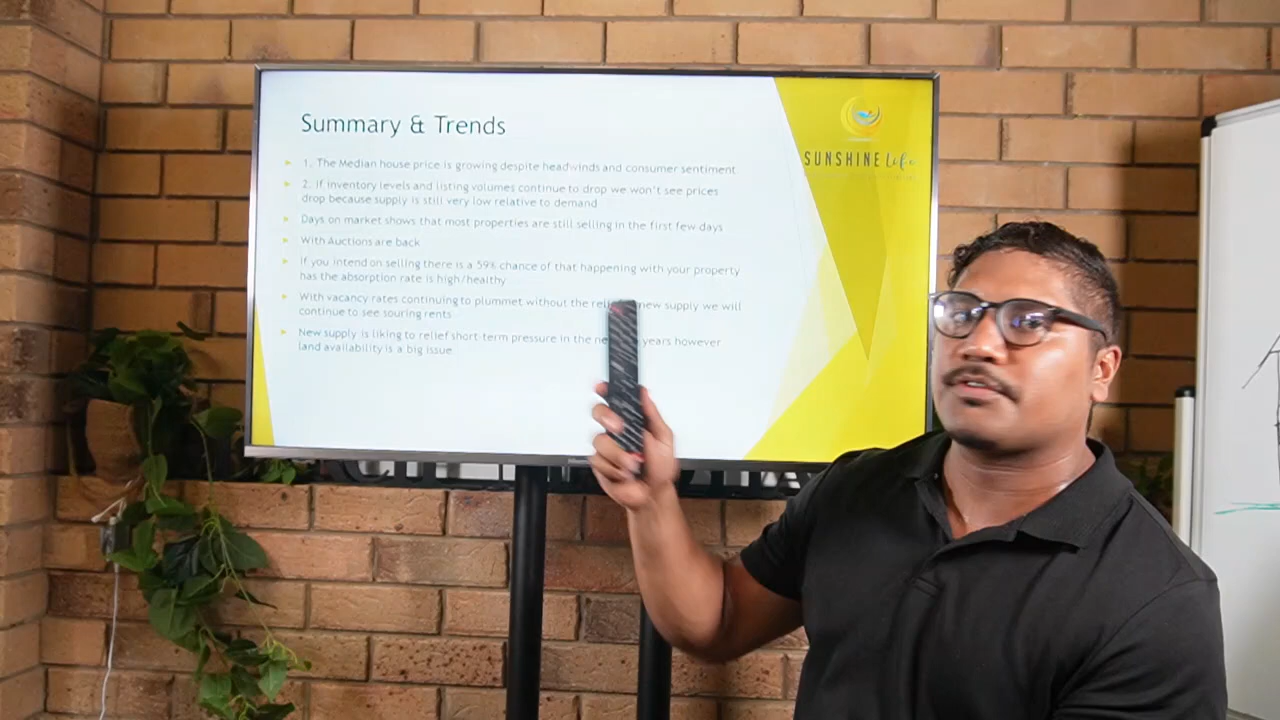 Summary & Trends
1. The Median house price is growing despite headwinds and consumer sentiment
2. If inventory levels and listing volumes continue to drop we won't see prices
drop because supply is still very low relative to demand
Days on market shows that most properties are still selling in the first few days
With Auctions are back
If you intend on selling there is a 59% chance of that happening with your property
has the absorption rate is high/healthy
With vacancy rates continuing to plummet without the new supply we will
continue to see souring rents
New supply is liking to relief short-term pressure in the years however
land availability is a big issue
SUNSHINE Life